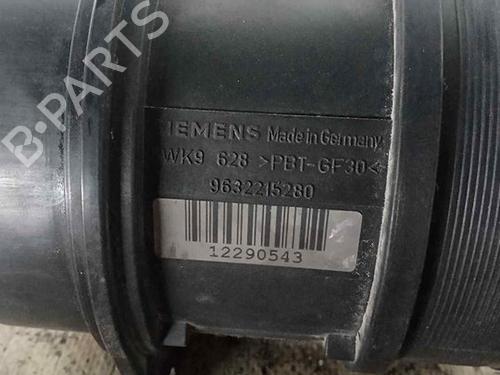 B-PARTS
SIEMENS Made in Germany
WK9 628 >PBT-GF30<
9632215280
12290543